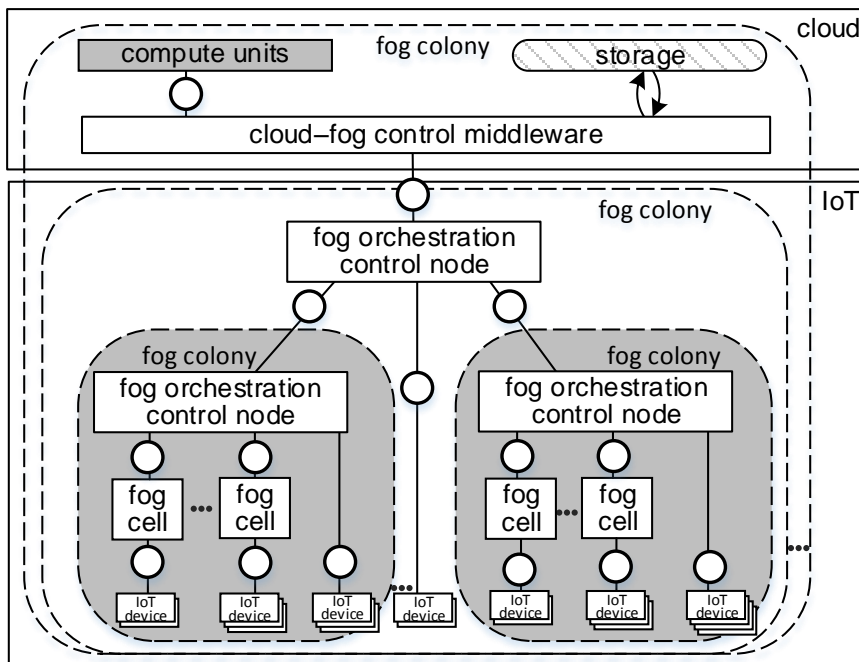 cloud
fog colony
compute units
storage
cloud–fog control middleware
IoT
fog colony
fog orchestration
control node
fog colony
fog colony
fog orchestration
control node
fog orchestration
control node
fog
cell
...
fog
cell
fog
cell
...
fog
cell
...
...
IoT
device
IoT
device
IoT
device
IoT
device
IoT
device
IoT
device
IoT
device